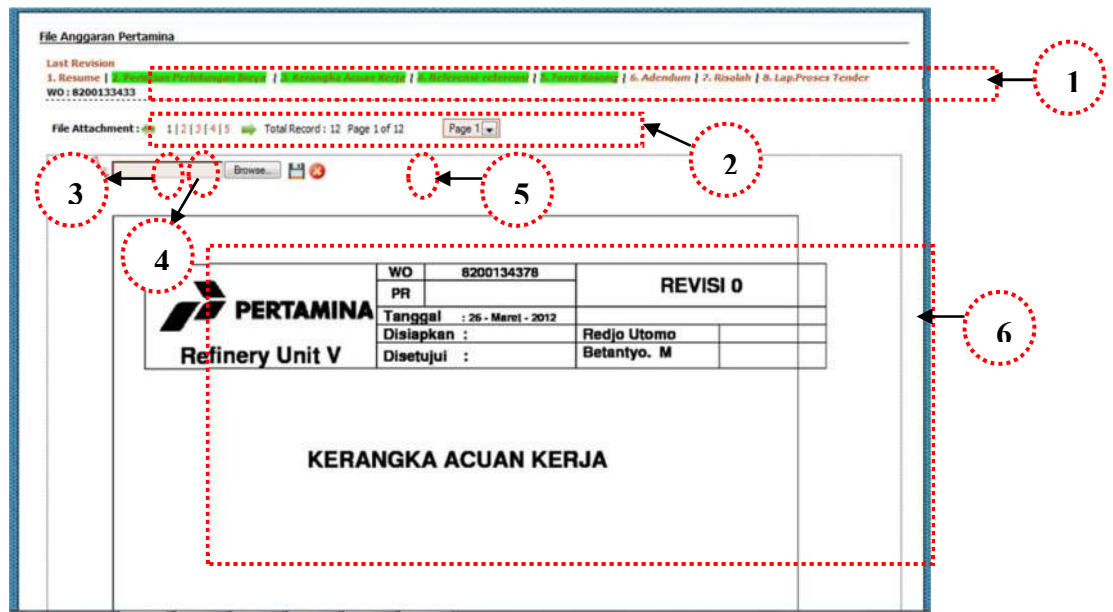 File Anggaran Pertamina
Last Revision
1. Resume | 2. Perkiraan Perhitungan Biaya | 3. Kerangka Acuan Kerja | 4. Referensi-referensi | 5. Form Kosong | 6. Adendum | 7. Risalah | 8. Lap.Proses Tender
WO : 8200133433
1
File Attachment : 1 | 2 | 3 | 4 | 5 Total Record : 12 Page 1 of 12 Page 1
2
Browse...
3
5
4
WO 8200134378 REVISI 0
PR
PERTAMINA
Tanggal : 26 - Maret - 2012
Disiapkan : Redjo Utomo
Refinery Unit V
Disetujui : Betantyo. M
6
KERANGKA ACUAN KERJA